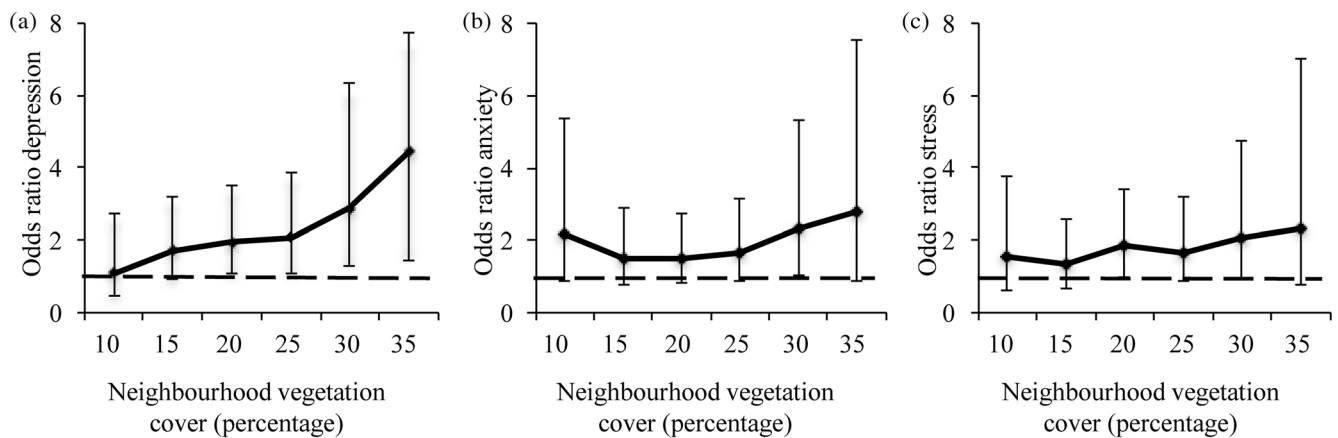 (a)
Odds ratio depression
8
6
4
2
0
10 15 20 25 30 35
Neighbourhood vegetation
cover (percentage)
(b)
Odds ratio anxiety
8
6
4
2
0
10 15 20 25 30 35
Neighbourhood vegetation
cover (percentage)
(c)
Odds ratio stress
8
6
4
2
0
10 15 20 25 30 35
Neighbourhood vegetation
cover (percentage)